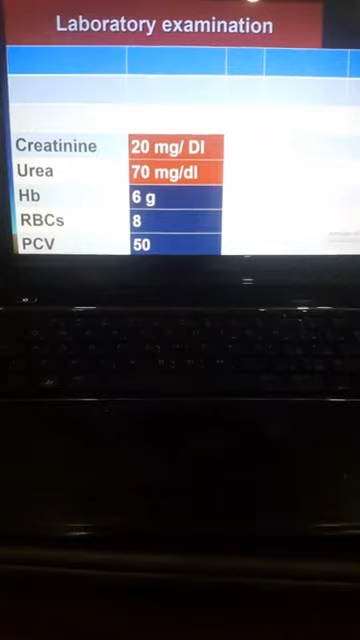 Laboratory examination
Creatinine 20 mg/ Dl
Urea 70 mg/dl
Hb 6 g
RBCs 8
PCV 50